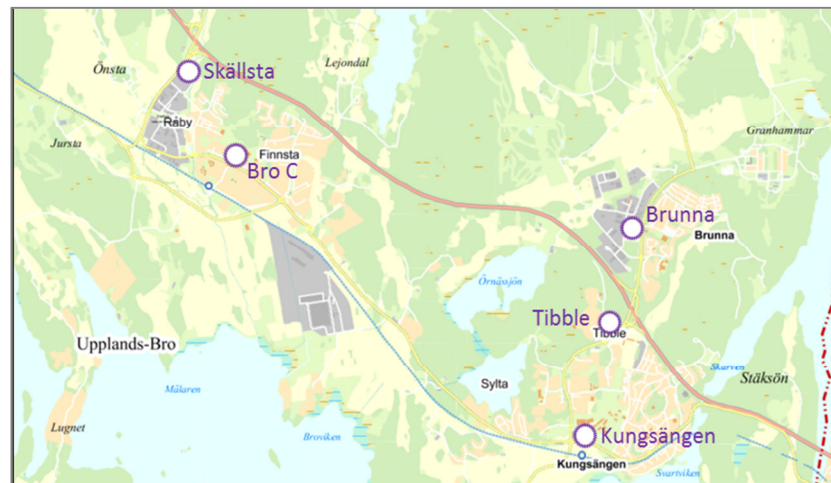 Önsta
Skällsta
Lejondal
Råby
Jursta
Finnsta
Bro C
Granhammar
Brunna
Brunna
Örnässjön
Tibble
Tibble
Upplands-Bro
Skarven
Stäksön
Sylta
Mälaren
Lugnet
Broviken
Kungsängen
Kungsängen
Svartviken